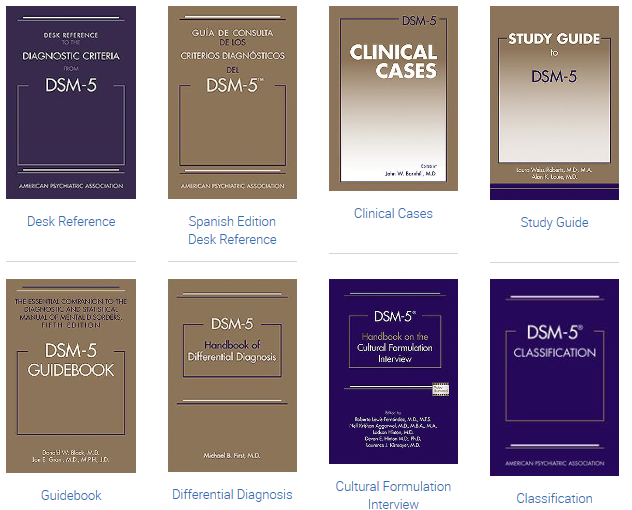 DESK REFERENCE
TO THE
DIAGNOSTIC CRITERIA
FROM
DSM-5
AMERICAN PSYCHIATRIC ASSOCIATION
Desk Reference
GUÍA DE CONSULTA
DE LOS
CRITERIOS DIAGNÓSTICOS
DEL
DSM-5™
AMERICAN PSYCHIATRIC ASSOCIATION
Spanish Edition
Desk Reference
DSM-5
CLINICAL
CASES
John W. Barnhill, M.D.
Clinical Cases
STUDY GUIDE
to
DSM-5
Laura Weiss Roberts, M.D., M.A.
Alan K. Louie, M.D.
Study Guide
THE ESSENTIAL COMPANION TO THE
DIAGNOSTIC AND STATISTICAL
MANUAL OF MENTAL DISORDERS,
FIFTH EDITION
DSM-5
GUIDEBOOK
Donald W. Black, M.D.
Jon E. Grant, M.D., M.P.H., J.D.
Guidebook
DSM-5
Handbook of
Differential Diagnosis
Michael B. First, M.D.
Differential Diagnosis
DSM-5®
Handbook on the
Cultural Formulation
Interview
Edited by
Roberto Lewis-Fernández, M.D., M.T.S.
Neil Krishan Aggarwal, M.D., M.B.A., M.A.
Ladson Hinton, M.D.
Devon E. Hinton, M.D., Ph.D.
Laurence J. Kirmayer, M.D.
Cultural Formulation
Interview
DSM-5®
CLASSIFICATION
AMERICAN PSYCHIATRIC ASSOCIATION
Classification